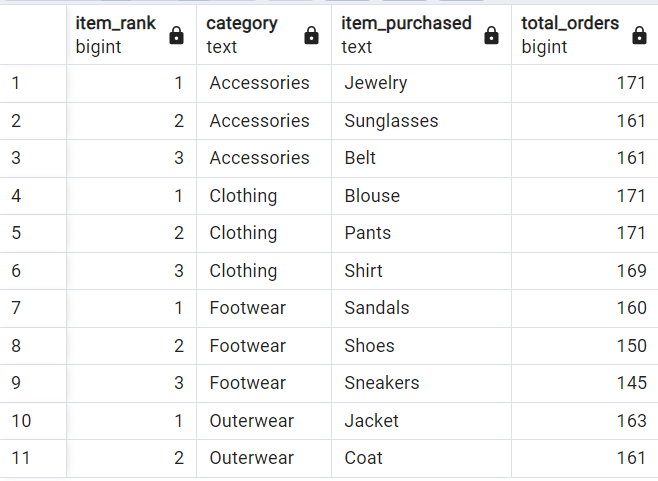 item_rank category item_purchased total_orders
bigint text text bigint
1 1 Accessories Jewelry 171
2 2 Accessories Sunglasses 161
3 3 Accessories Belt 161
4 1 Clothing Blouse 171
5 2 Clothing Pants 171
6 3 Clothing Shirt 169
7 1 Footwear Sandals 160
8 2 Footwear Shoes 150
9 3 Footwear Sneakers 145
10 1 Outerwear Jacket 163
11 2 Outerwear Coat 161